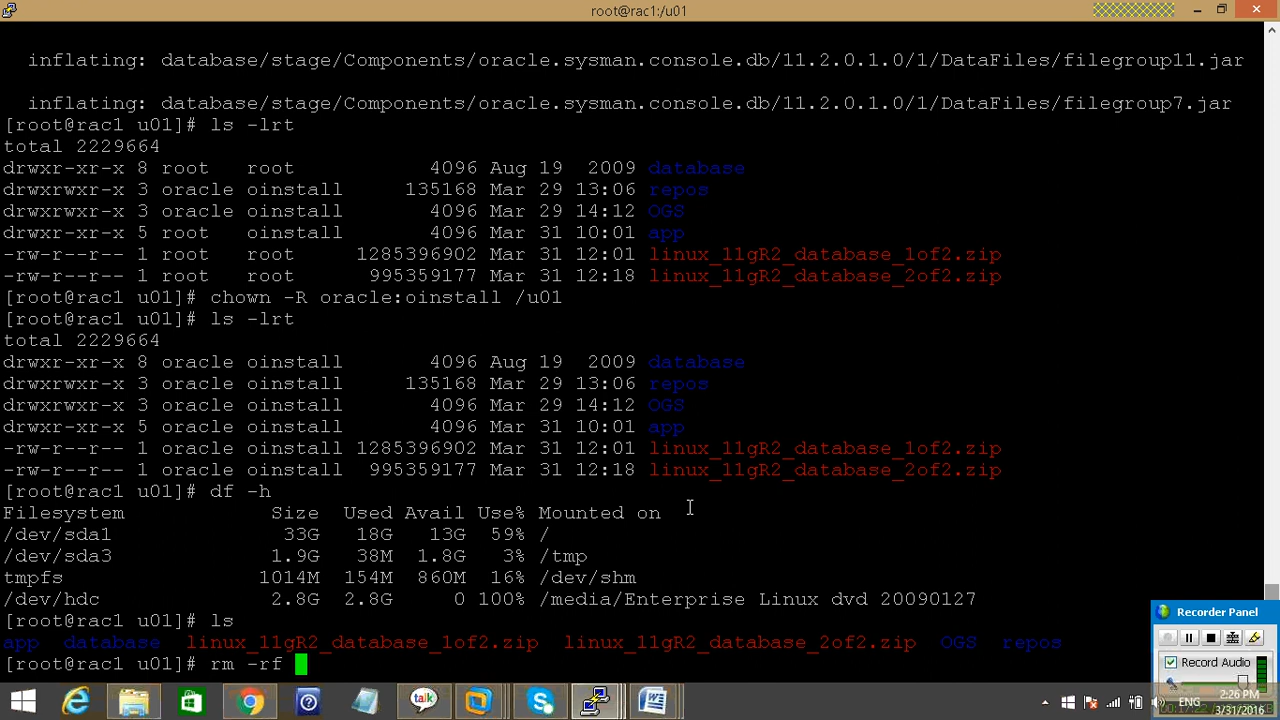 root@rac1:/u01
inflating: database/stage/Components/oracle.sysman.console.db/11.2.0.1.0/1/DataFiles/filegroup11.jar
inflating: database/stage/Components/oracle.sysman.console.db/11.2.0.1.0/1/DataFiles/filegroup7.jar
[root@rac1 u01]# ls -lrt
total 2229664
drwxr-xr-x 8 root root 4096 Aug 19 2009 database
drwxrwxr-x 3 oracle oinstall 135168 Mar 29 13:06 repos
drwxrwxr-x 3 oracle oinstall 4096 Mar 29 14:12 OGS
drwxrwxr-x 5 oracle oinstall 4096 Mar 31 10:01 app
-rw-r--r-- 1 root root 1285396902 Mar 31 12:01 linux_11gR2_database_1of2.zip
-rw-r--r-- 1 root root 995359177 Mar 31 12:18 linux_11gR2_database_2of2.zip
[root@rac1 u01]# chown -R oracle:oinstall /u01
[root@rac1 u01]# ls -lrt
total 2229664
drwxr-xr-x 8 oracle oinstall 4096 Aug 19 2009 database
drwxrwxr-x 3 oracle oinstall 135168 Mar 29 13:06 repos
drwxrwxr-x 3 oracle oinstall 4096 Mar 29 14:12 OGS
drwxrwxr-x 5 oracle oinstall 4096 Mar 31 10:01 app
-rw-r--r-- 1 oracle oinstall 1285396902 Mar 31 12:01 linux_11gR2_database_1of2.zip
-rw-r--r-- 1 oracle oinstall 995359177 Mar 31 12:18 linux_11gR2_database_2of2.zip
[root@rac1 u01]# df -h
Filesystem Size Used Avail Use% Mounted on
/dev/sda1 33G 18G 13G 59% /
/dev/sda3 1.9G 38M 1.8G 3% /tmp
tmpfs 1014M 154M 860M 16% /dev/shm
/dev/hdc 2.8G 2.8G 0 100% /media/Enterprise Linux dvd 20090127
[root@rac1 u01]# ls
app database linux_11gR2_database_1of2.zip linux_11gR2_database_2of2.zip OGS repos
[root@rac1 u01]# rm -rf
Recorder Panel
Record Audio
talk
ENG
2:26 PM
3/31/2016